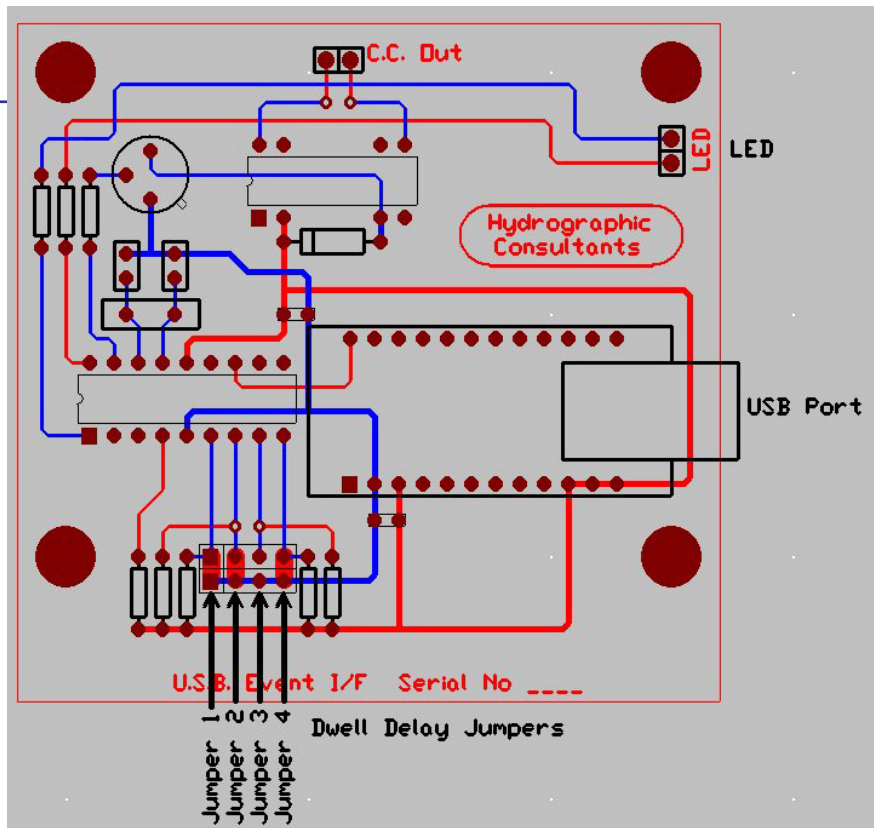 C.C. Out
LED
LED
Hydrographic
Consultants
USB Port
U.S.B. Event I/F Serial No ____
Dwell Delay Jumpers
Jumper 1
Jumper 2
Jumper 3
Jumper 4